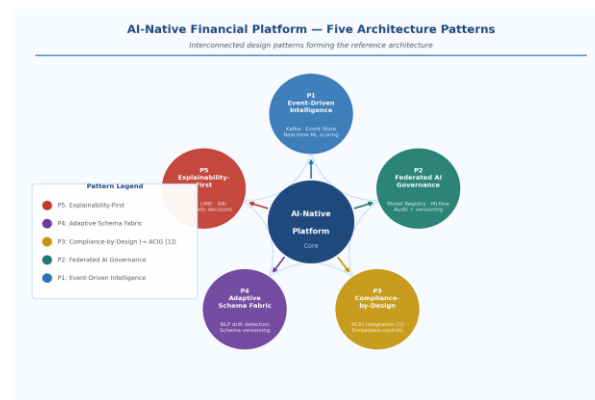 AI-Native Financial Platform — Five Architecture Patterns
Interconnected design patterns forming the reference architecture
P1
Event-Driven
Intelligence
Kafka · Event Store
Real-time ML scoring
P5
Explainability-
First
LIME · XAI
decisions
P2
Federated AI
Governance
Model Registry · MLflow
Audit + versioning
AI-Native
Platform
Core
Pattern Legend
P5: Explainability-First
P4: Adaptive Schema Fabric
P3: Compliance-by-Design (→ ACIG [1])
P2: Federated AI Governance
P1: Event-Driven Intelligence
P4
Adaptive
Schema Fabric
NLP drift detection
Schema versioning
P3
Compliance-
by-Design
ACIG Integration [1]
Embedded controls